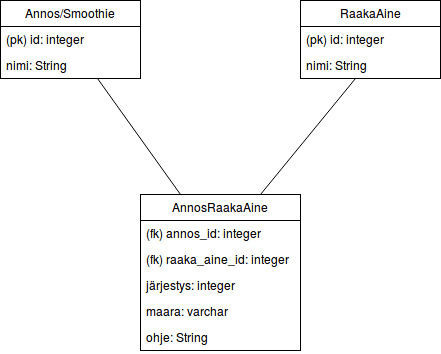 Annos/Smoothie
(pk) id: integer
nimi: String
RaakaAine
(pk) id: integer
nimi: String
AnnosRaakaAine
(fk) annos_id: integer
(fk) raaka_aine_id: integer
järjestys: integer
maara: varchar
ohje: String